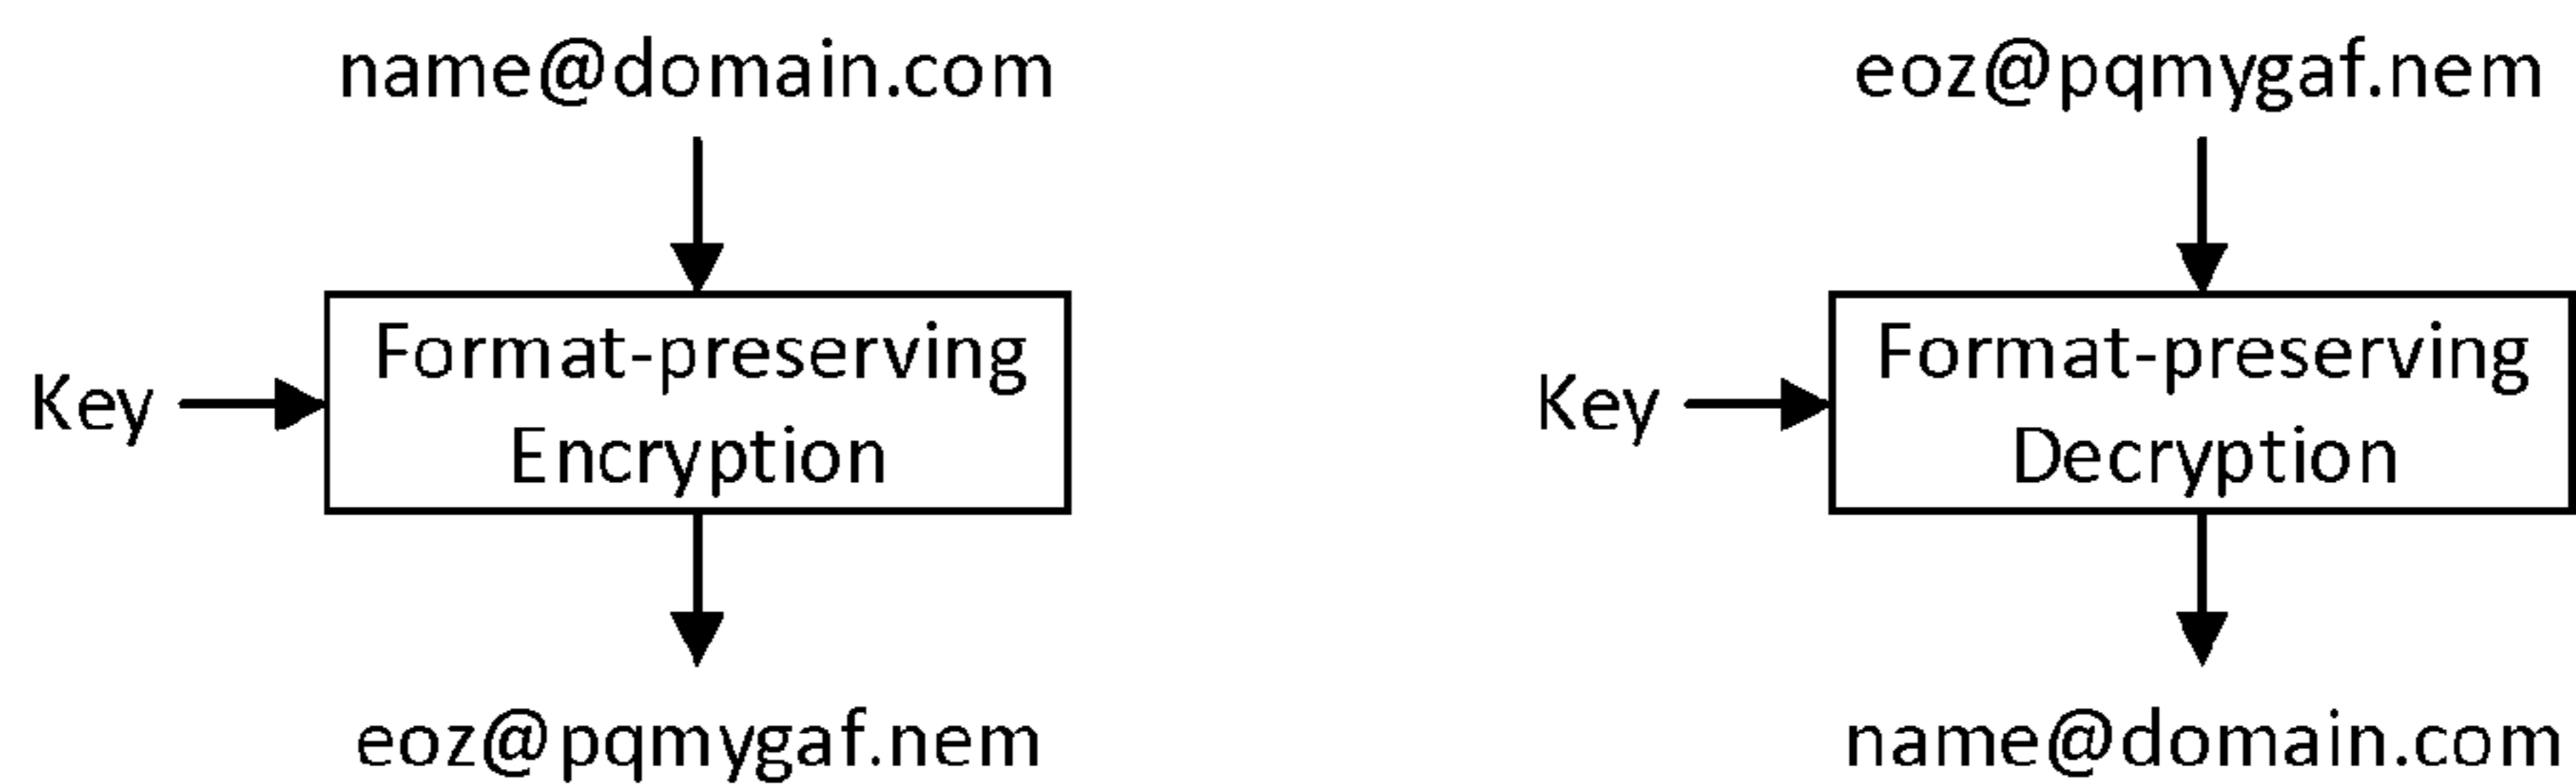 name@domain.com
Key
Format-preserving
Encryption
eoz@pqmygaf.nem
eoz@pqmygaf.nem
Key
Format-preserving
Decryption
name@domain.com